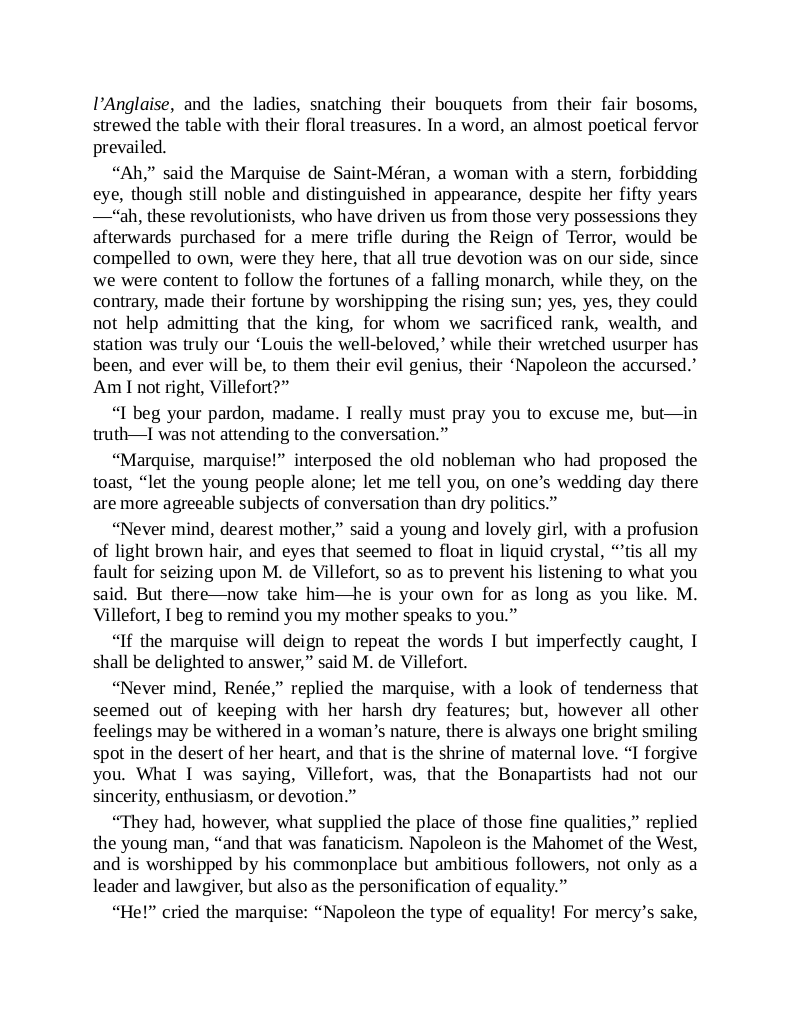 l’Anglaise, and the ladies, snatching their bouquets from their fair bosoms,
strewed the table with their floral treasures. In a word, an almost poetical fervor
prevailed.
“Ah,” said the Marquise de Saint-Méran, a woman with a stern, forbidding
eye, though still noble and distinguished in appearance, despite her fifty years
—“ah, these revolutionists, who have driven us from those very possessions they
afterwards purchased for a mere trifle during the Reign of Terror, would be
compelled to own, were they here, that all true devotion was on our side, since
we were content to follow the fortunes of a falling monarch, while they, on the
contrary, made their fortune by worshipping the rising sun; yes, yes, they could
not help admitting that the king, for whom we sacrificed rank, wealth, and
station was truly our ‘Louis the well-beloved,’ while their wretched usurper has
been, and ever will be, to them their evil genius, their ‘Napoleon the accursed.’
Am I not right, Villefort?”
“I beg your pardon, madame. I really must pray you to excuse me, but—in
truth—I was not attending to the conversation.”
“Marquise, marquise!” interposed the old nobleman who had proposed the
toast, “let the young people alone; let me tell you, on one’s wedding day there
are more agreeable subjects of conversation than dry politics.”
“Never mind, dearest mother,” said a young and lovely girl, with a profusion
of light brown hair, and eyes that seemed to float in liquid crystal, “’tis all my
fault for seizing upon M. de Villefort, so as to prevent his listening to what you
said. But there—now take him—he is your own for as long as you like. M.
Villefort, I beg to remind you my mother speaks to you.”
“If the marquise will deign to repeat the words I but imperfectly caught, I
shall be delighted to answer,” said M. de Villefort.
“Never mind, Renée,” replied the marquise, with a look of tenderness that
seemed out of keeping with her harsh dry features; but, however all other
feelings may be withered in a woman’s nature, there is always one bright smiling
spot in the desert of her heart, and that is the shrine of maternal love. “I forgive
you. What I was saying, Villefort, was, that the Bonapartists had not our
sincerity, enthusiasm, or devotion.”
“They had, however, what supplied the place of those fine qualities,” replied
the young man, “and that was fanaticism. Napoleon is the Mahomet of the West,
and is worshipped by his commonplace but ambitious followers, not only as a
leader and lawgiver, but also as the personification of equality.”
“He!” cried the marquise: “Napoleon the type of equality! For mercy’s sake,